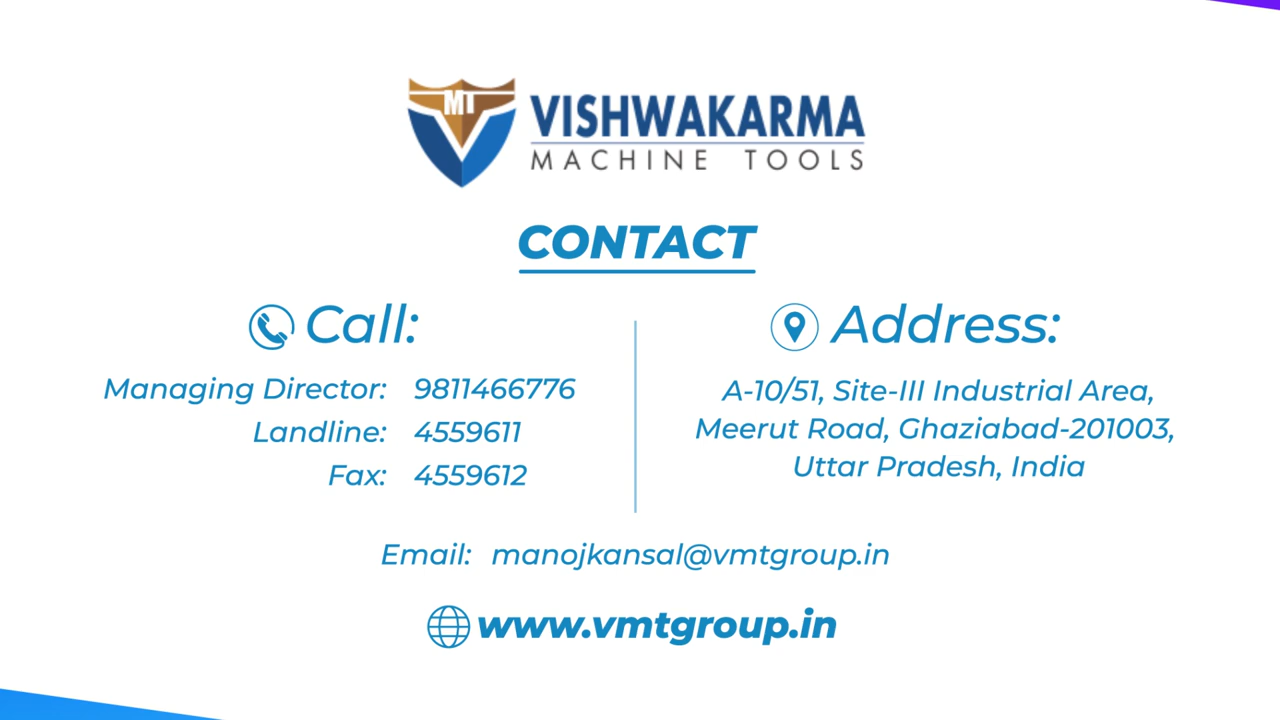 MT
VISHWAKARMA
MACHINE TOOLS
CONTACT
Call:
Managing Director: 9811466776
Landline: 4559611
Fax: 4559612
Address:
A-10/51, Site-III Industrial Area,
Meerut Road, Ghaziabad-201003,
Uttar Pradesh, India
Email: manojkansal@vmtgroup.in
www.vmtgroup.in